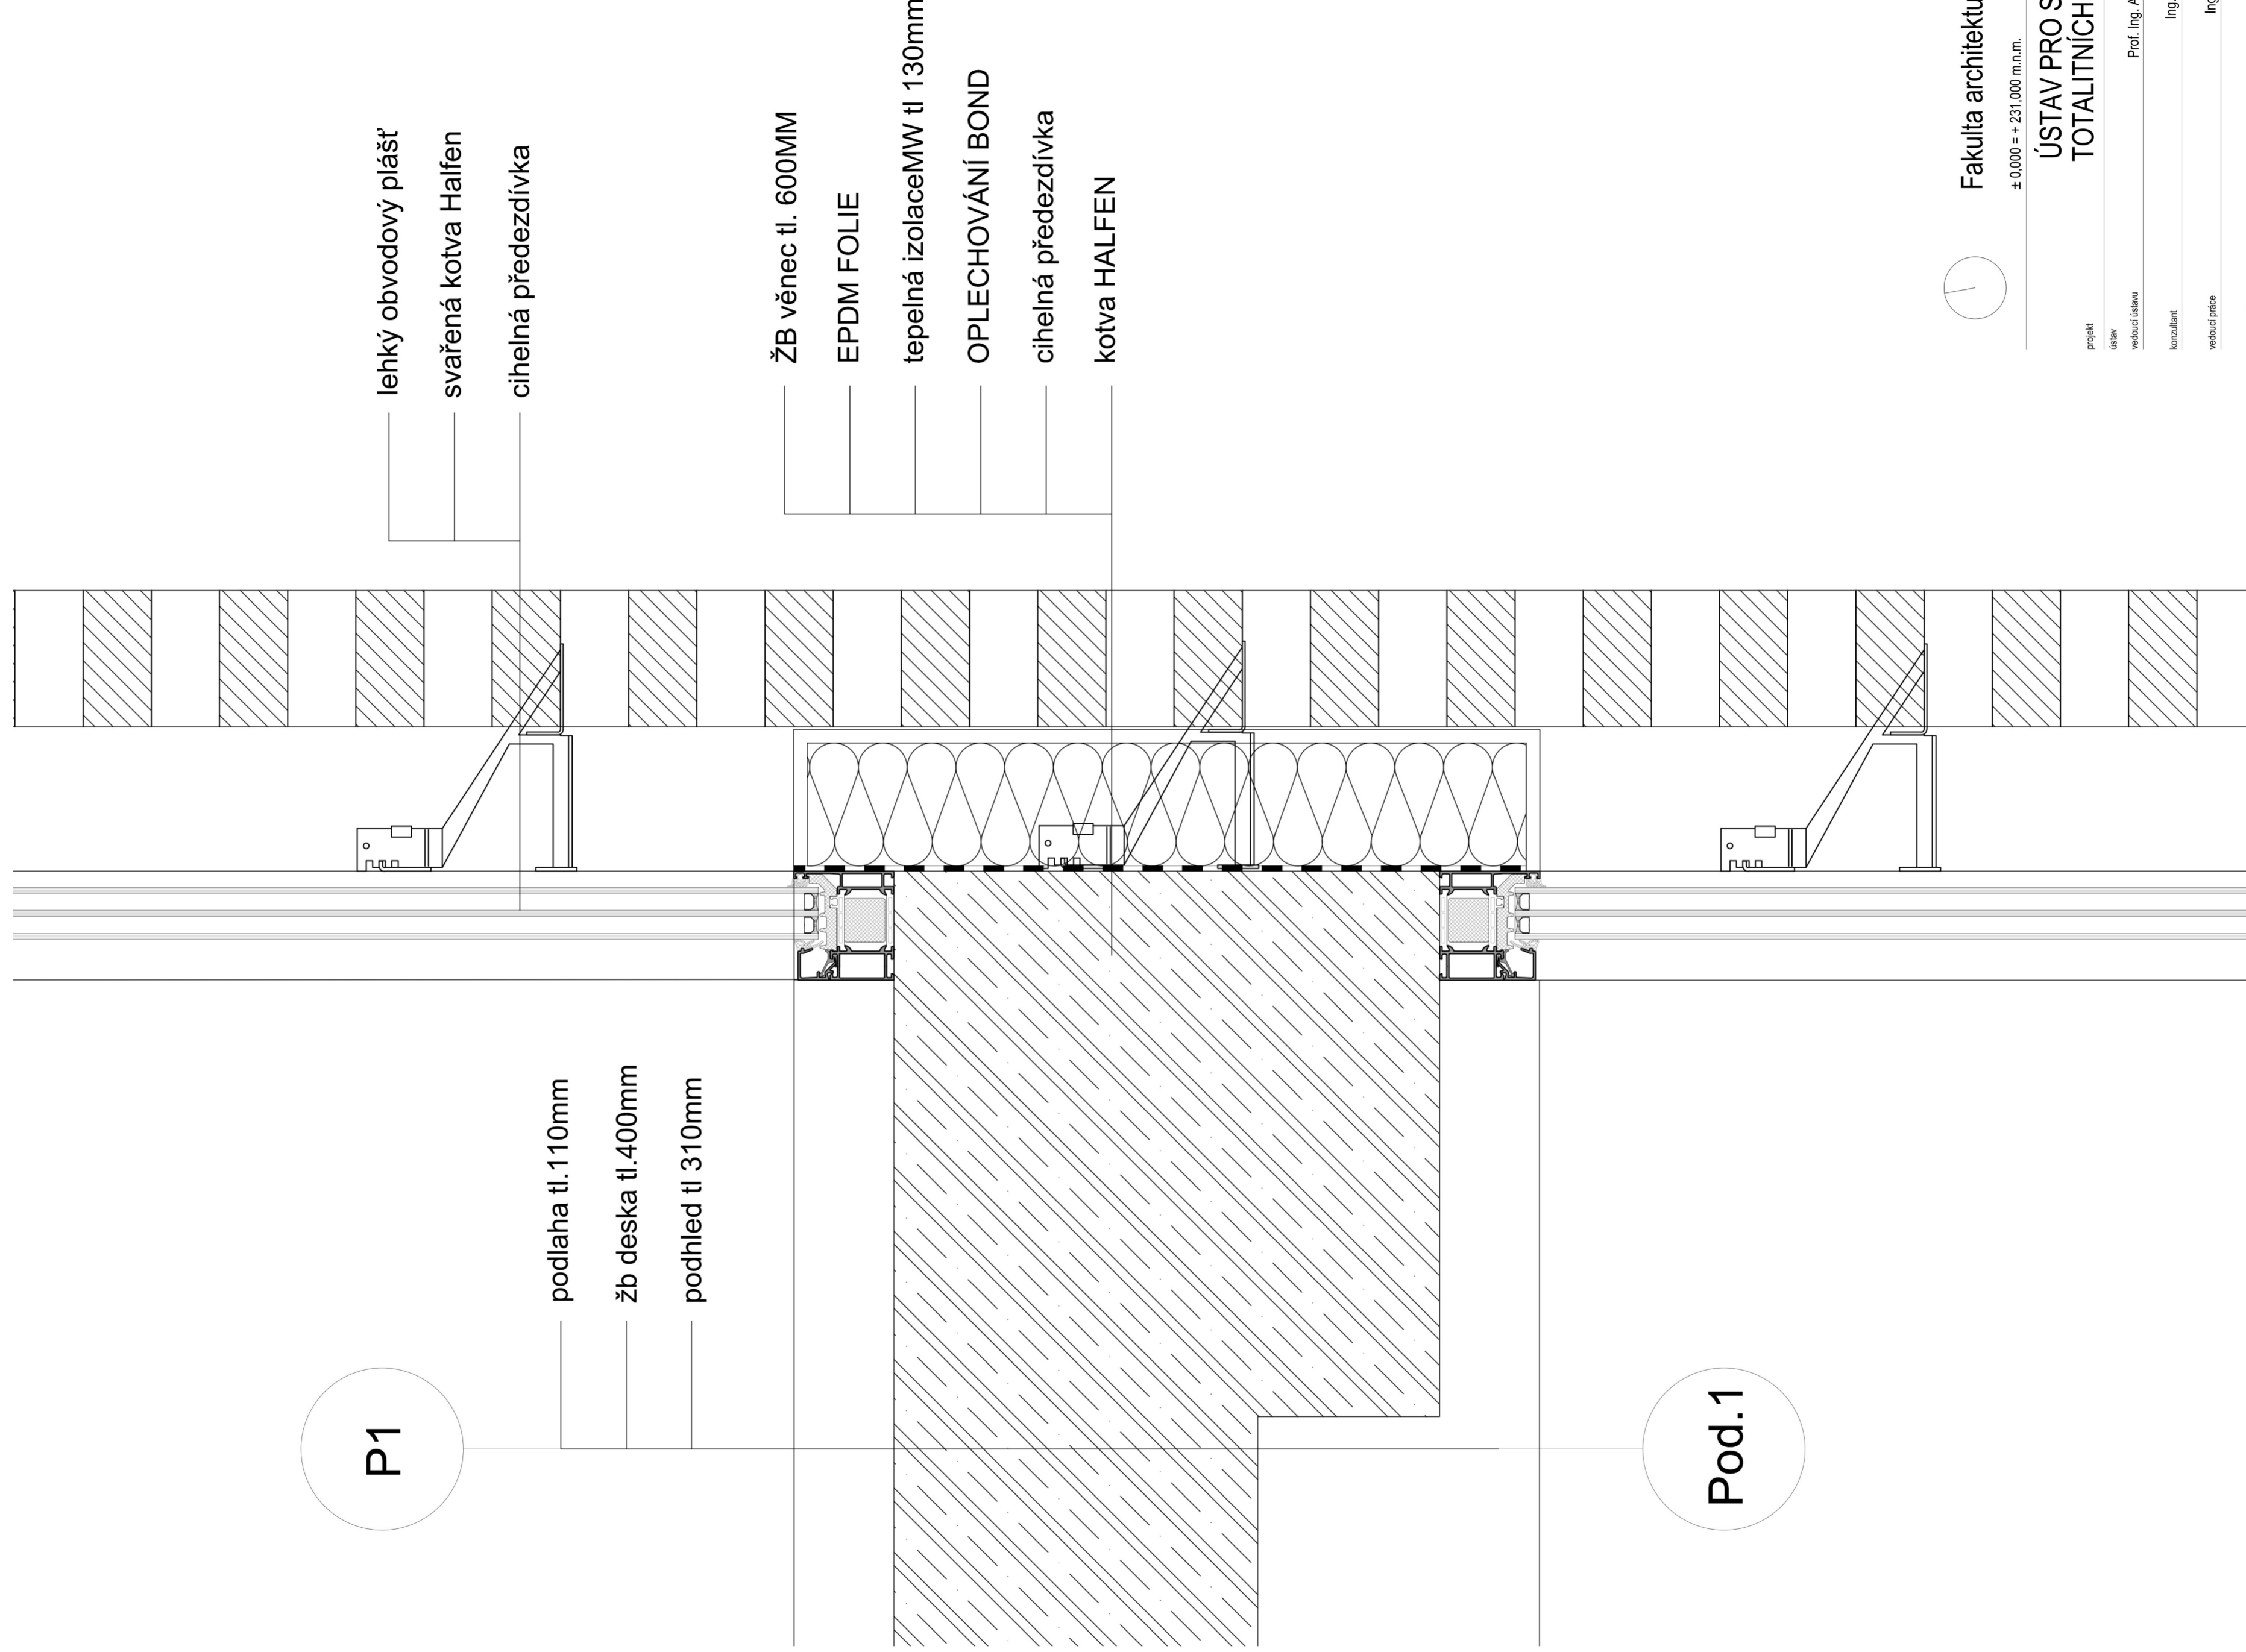 lehký obvodový plášť
svařená kotva Halfen
cihelná předezdívka
ŽB věnec tl. 600MM
EPDM FOLIE
tepelná izolaceMW tl 130mm
OPLECHOVÁNÍ BOND
cihelná předezdívka
kotva HALFEN
P1
podlaha tl.110mm
žb deska tl.400mm
podhled tl 310mm
Pod.1
Fakulta architektu
± 0,000 = + 231,000 m.n.m.
ÚSTAV PRO S
TOTALITNÍCH
projekt
ústav
vedoucí ústavu Prof. Ing. A
konzultant Ing.
vedoucí práce Ing